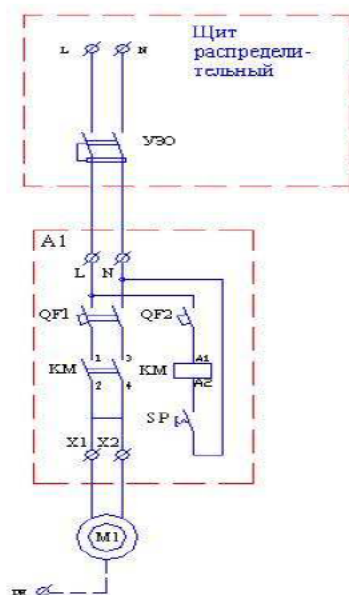 Щит
распредели-
тельный
L N
УЗО
A1
L N
QF1 QF2
1 3
KM KM A1
2 4 A2
SP
X1 X2
M1